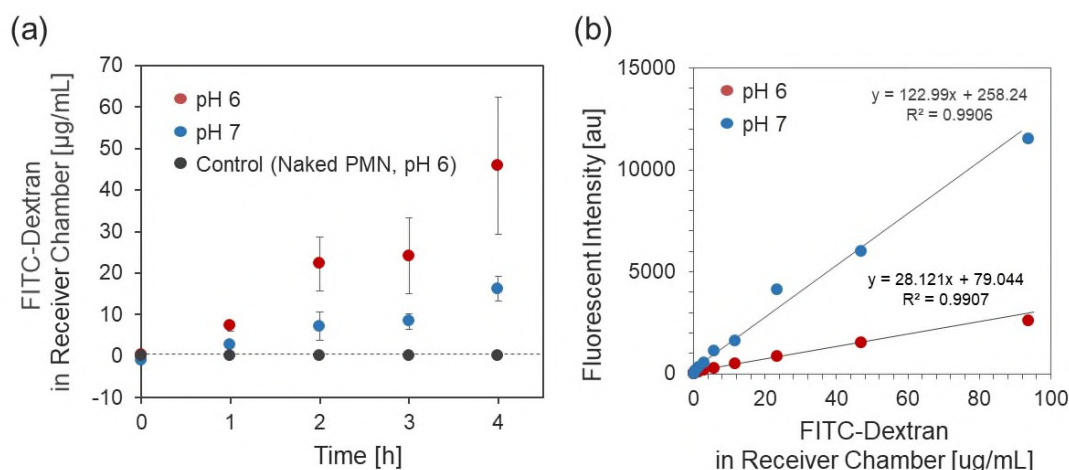 (a)
FITC-Dextran
in Receiver Chamber [µg/mL]
70
60
50
40
30
20
10
0
-10
pH 6
pH 7
Control (Naked PMN, pH 6)
0 1 2 3 4
Time [h]
(b)
Fluorescent Intensity [au]
15000
10000
5000
0
pH 6
pH 7
y = 122.99x + 258.24
R² = 0.9906
y = 28.121x + 79.044
R² = 0.9907
0 20 40 60 80 100
FITC-Dextran
in Receiver Chamber [ug/mL]